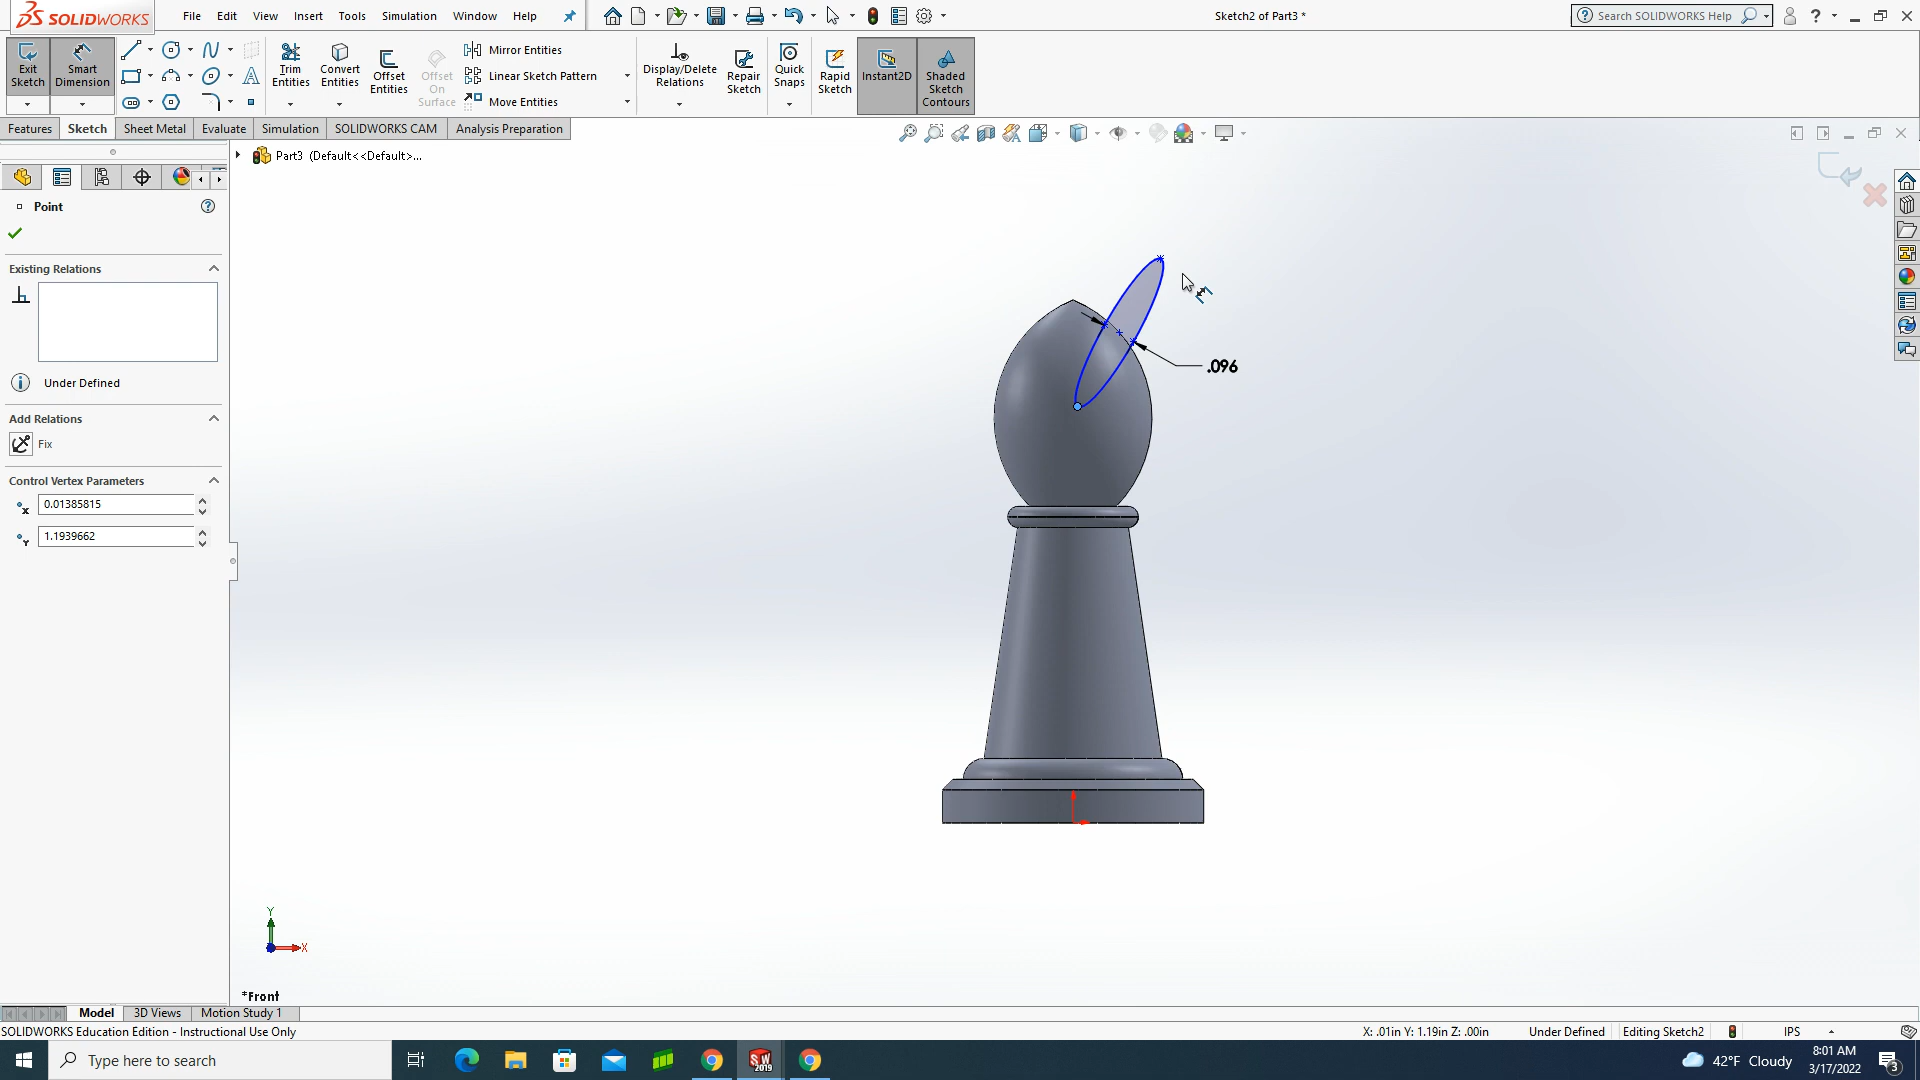 SOLIDWORKS
File Edit View Insert Tools Simulation Window Help
Sketch2 of Part3 *
Search SOLIDWORKS Help
Exit Sketch
Smart Dimension
Trim Entities
Convert Entities
Offset Entities
Offset On Surface
Mirror Entities
Linear Sketch Pattern
Move Entities
Display/Delete Relations
Repair Sketch
Quick Snaps
Rapid Sketch
Instant2D
Shaded Sketch Contours
Features Sketch Sheet Metal Evaluate Simulation SOLIDWORKS CAM Analysis Preparation
Part3 (Default<<Default>...
Point
Existing Relations
Under Defined
Add Relations
Fix
Control Vertex Parameters
x 0.01385815
Y 1.1939662
.096
Y
X
*Front
Model 3D Views Motion Study 1
SOLIDWORKS Education Edition - Instructional Use Only
X: .01in Y: 1.19in Z: .00in Under Defined Editing Sketch2 IPS
Type here to search
SW 2019
42°F Cloudy
8:01 AM
3/17/2022
3